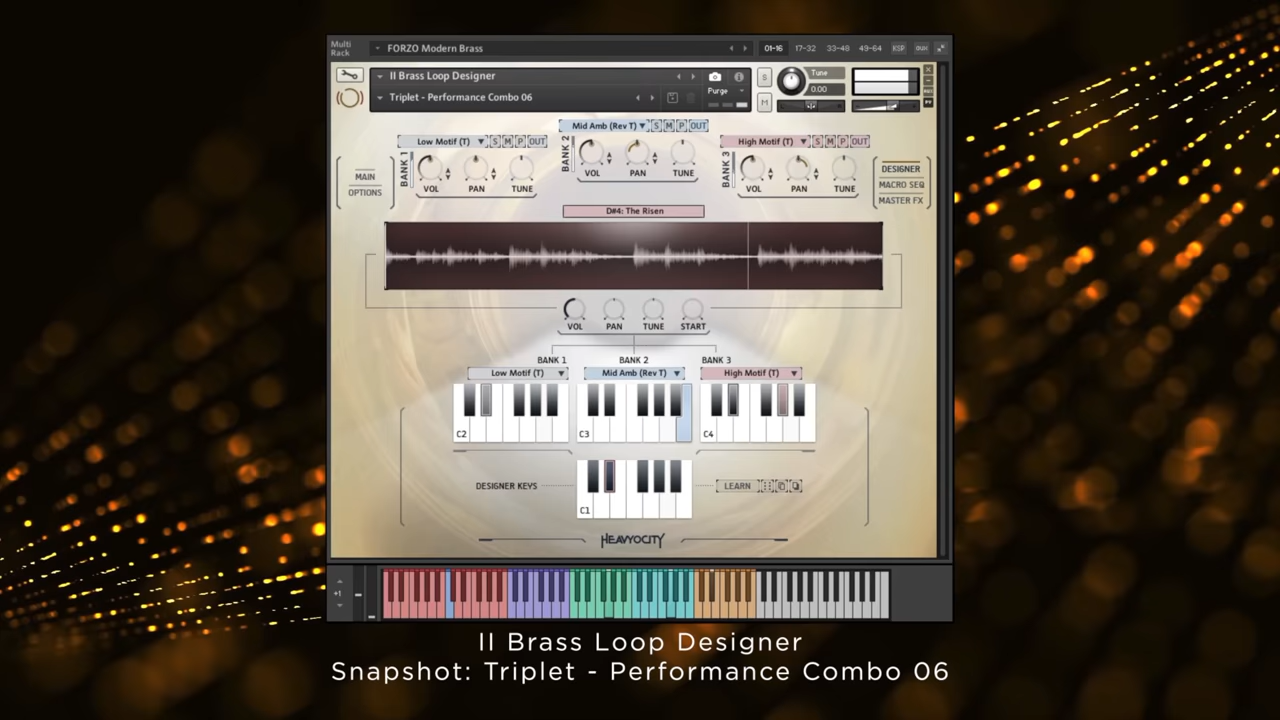 Multi
Rack
FORZO Modern Brass
01-16 17-32 33-48 49-64 KSP
II Brass Loop Designer
Triplet - Performance Combo 06
Purge
S
M
Tune
0.00
Low Motif (T) S M P OUT
Mid Amb (Rev T) S M P OUT
High Motif (T) S M P OUT
BANK 1
VOL PAN TUNE
BANK 2
VOL PAN TUNE
BANK 3
VOL PAN TUNE
MAIN
OPTIONS
DESIGNER
MACRO SEQ
MASTER FX
D#4: The Risen
VOL PAN TUNE START
BANK 1 BANK 2 BANK 3
Low Motif (T) Mid Amb (Rev T) High Motif (T)
C2 C3 C4
DESIGNER KEYS
LEARN
C1
HEAVYOCITY
+1
II Brass Loop Designer
Snapshot: Triplet - Performance Combo 06